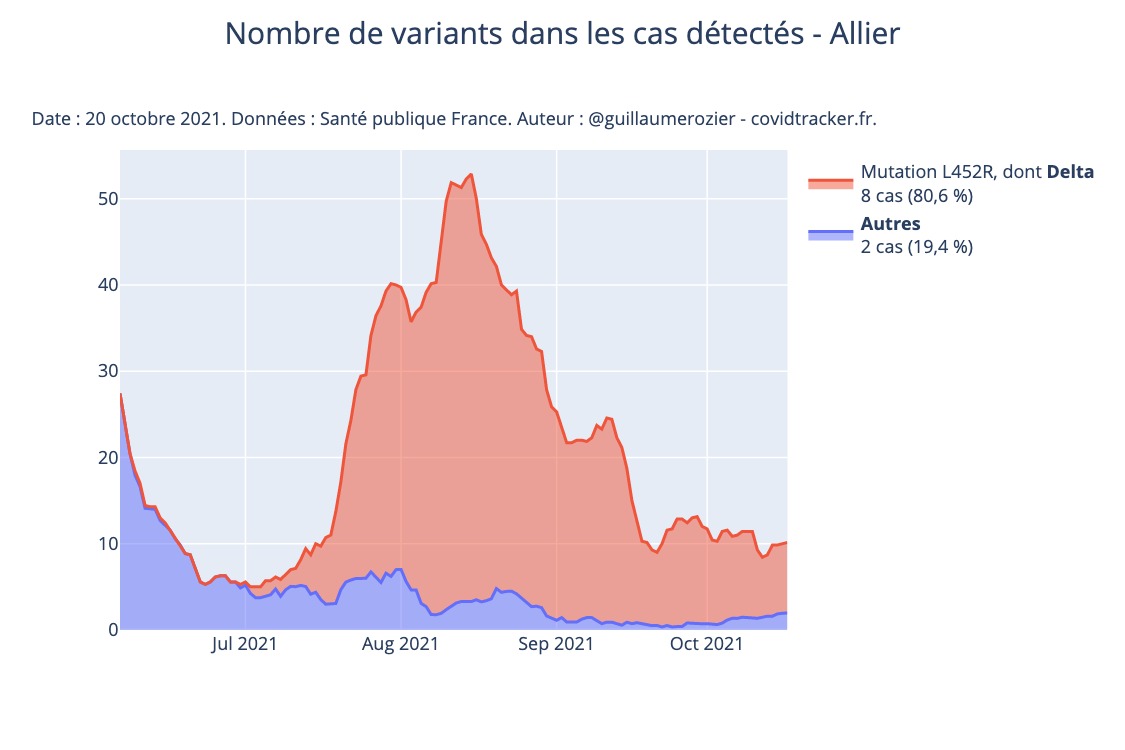 Nombre de variants dans les cas détectés - Allier
Date : 20 octobre 2021. Données : Santé publique France. Auteur : @guillaumerozier - covidtracker.fr.
Mutation L452R, dont Delta
8 cas (80,6 %)
Autres
2 cas (19,4 %)
50
40
30
20
10
0
Jul 2021 Aug 2021 Sep 2021 Oct 2021